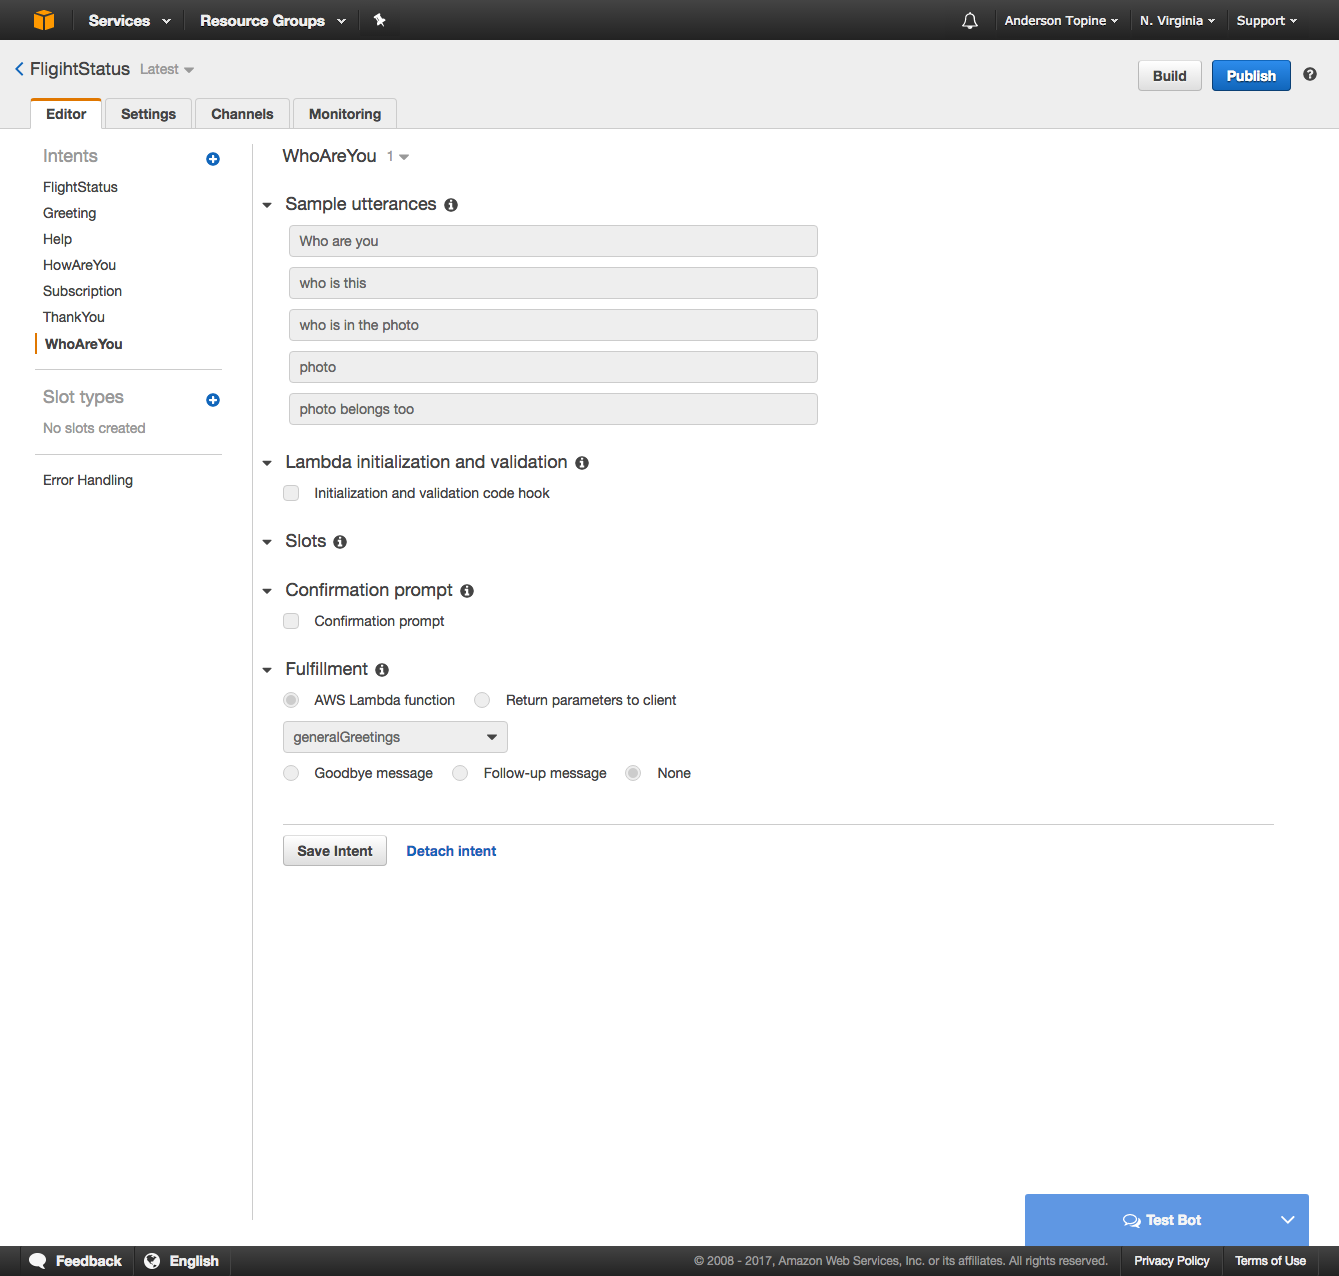 Services Resource Groups Anderson Topine N. Virginia Support
FligihtStatus Latest
Build Publish ?
Editor Settings Channels Monitoring
Intents
FlightStatus
Greeting
Help
HowAreYou
Subscription
ThankYou
WhoAreYou
Slot types
No slots created
Error Handling
WhoAreYou 1
Sample utterances
Who are you
who is this
who is in the photo
photo
photo belongs too
Lambda initialization and validation
Initialization and validation code hook
Slots
Confirmation prompt
Confirmation prompt
Fulfillment
AWS Lambda function Return parameters to client
generalGreetings
Goodbye message Follow-up message None
Save Intent Detach intent
Test Bot
Feedback English © 2008 - 2017, Amazon Web Services, Inc. or its affiliates. All rights reserved. Privacy Policy Terms of Use